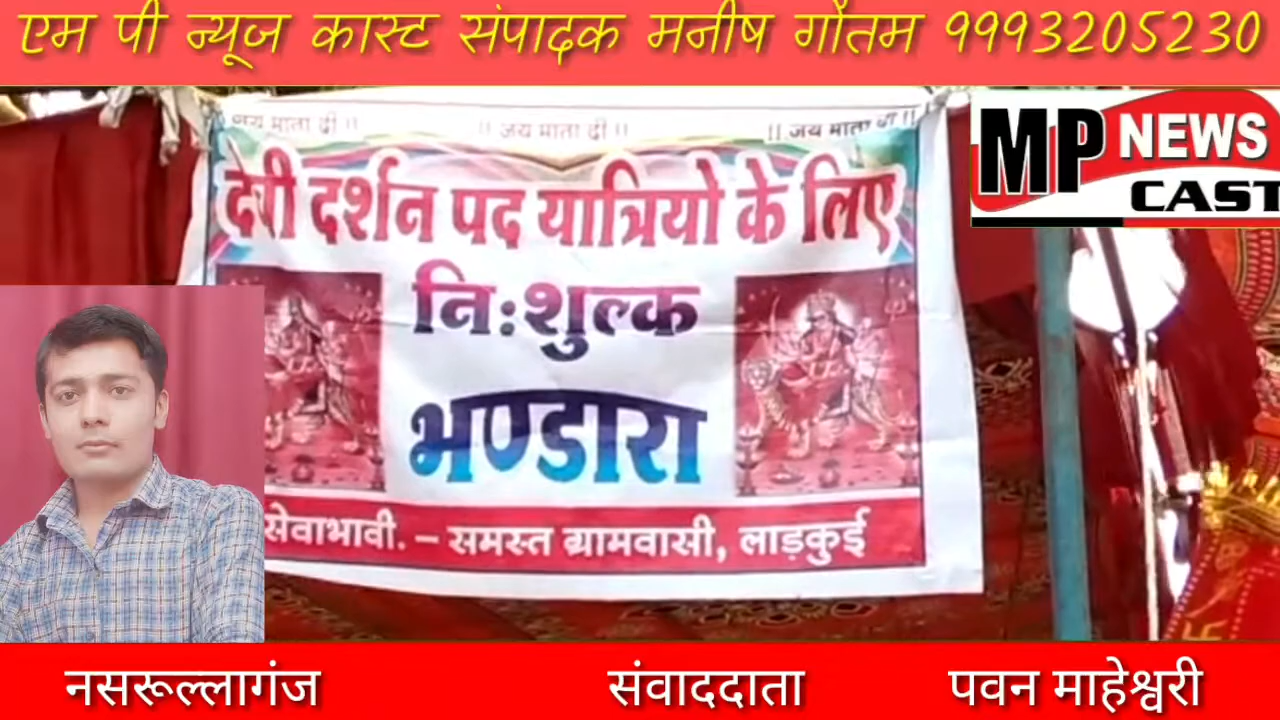 एम पी न्यूज कास्ट संपादक मनीष गोंतम 9993205230
MP NEWS
CAST
जय माता दी !! !! जय माता दी !! !! जय माता दी !!
देवी दर्शन पद यात्रियो के लिए
नि:शुल्क
भण्डारा
सेवाभावी. – समस्त ग्रामवासी, लाड़कुई
नसरूल्लागंज संवाददाता पवन माहेश्वरी